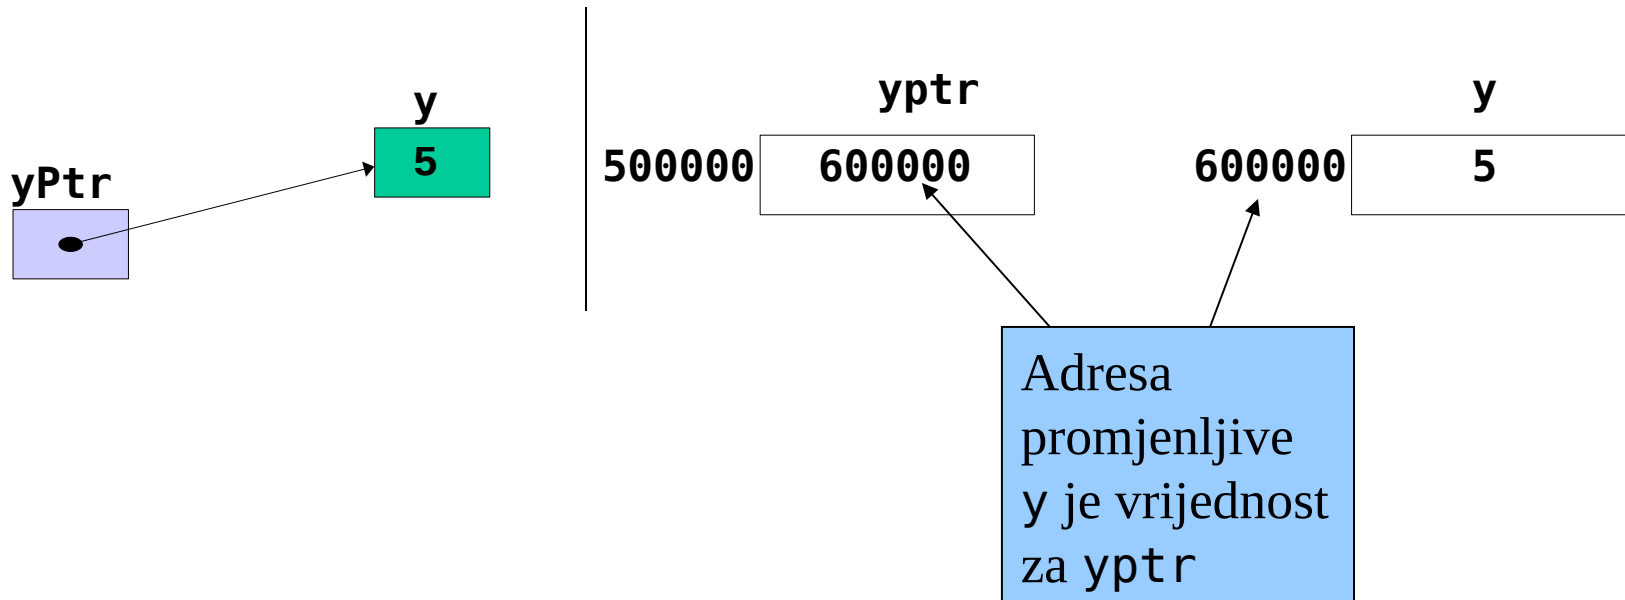 y
5
yPtr
yptr
y
500000 600000
600000 5
Adresa
promjenljive
y je vrijednost
za yptr